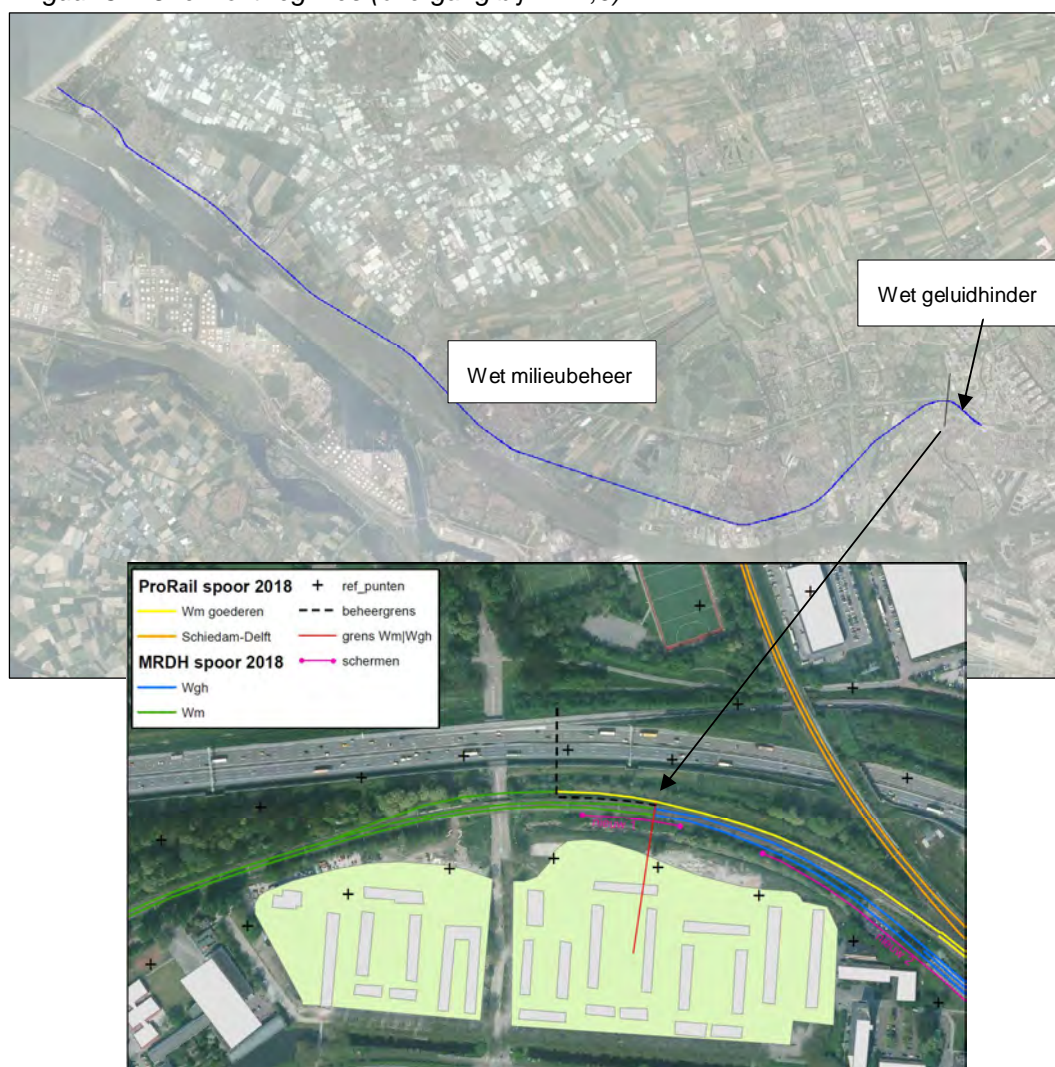 Wet geluidhinder
Wet milieubeheer
ProRail spoor 2018
Wm goederen
Schiedam-Delft
MRDH spoor 2018
Wgh
Wm
ref_punten
beheergrens
grens Wm|Wgh
schermen